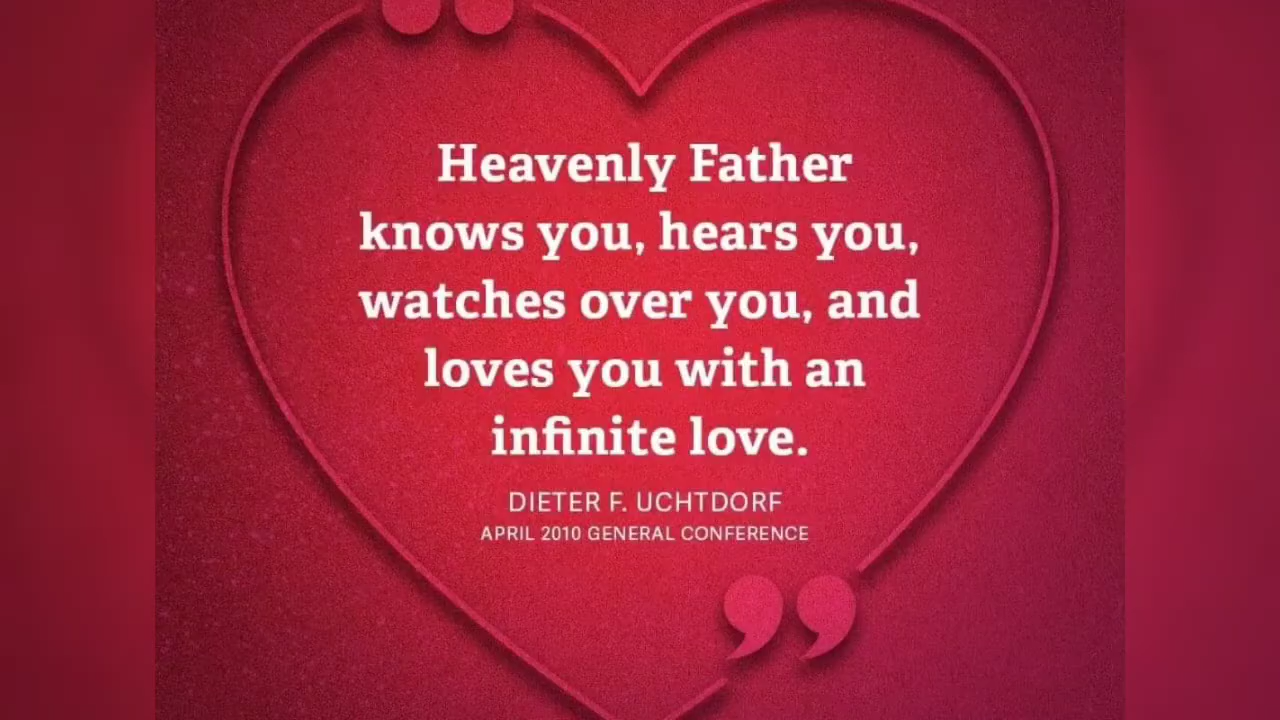 Heavenly Father
knows you, hears you,
watches over you, and
loves you with an
infinite love.
DIETER F. UCHTDORF
APRIL 2010 GENERAL CONFERENCE